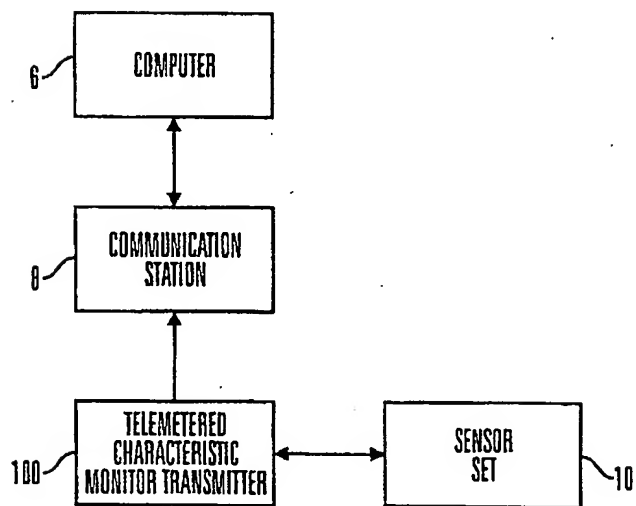 6
COMPUTER
8
COMMUNICATION
STATION
100
TELEMETERED
CHARACTERISTIC
MONITOR TRANSMITTER
SENSOR
SET
10